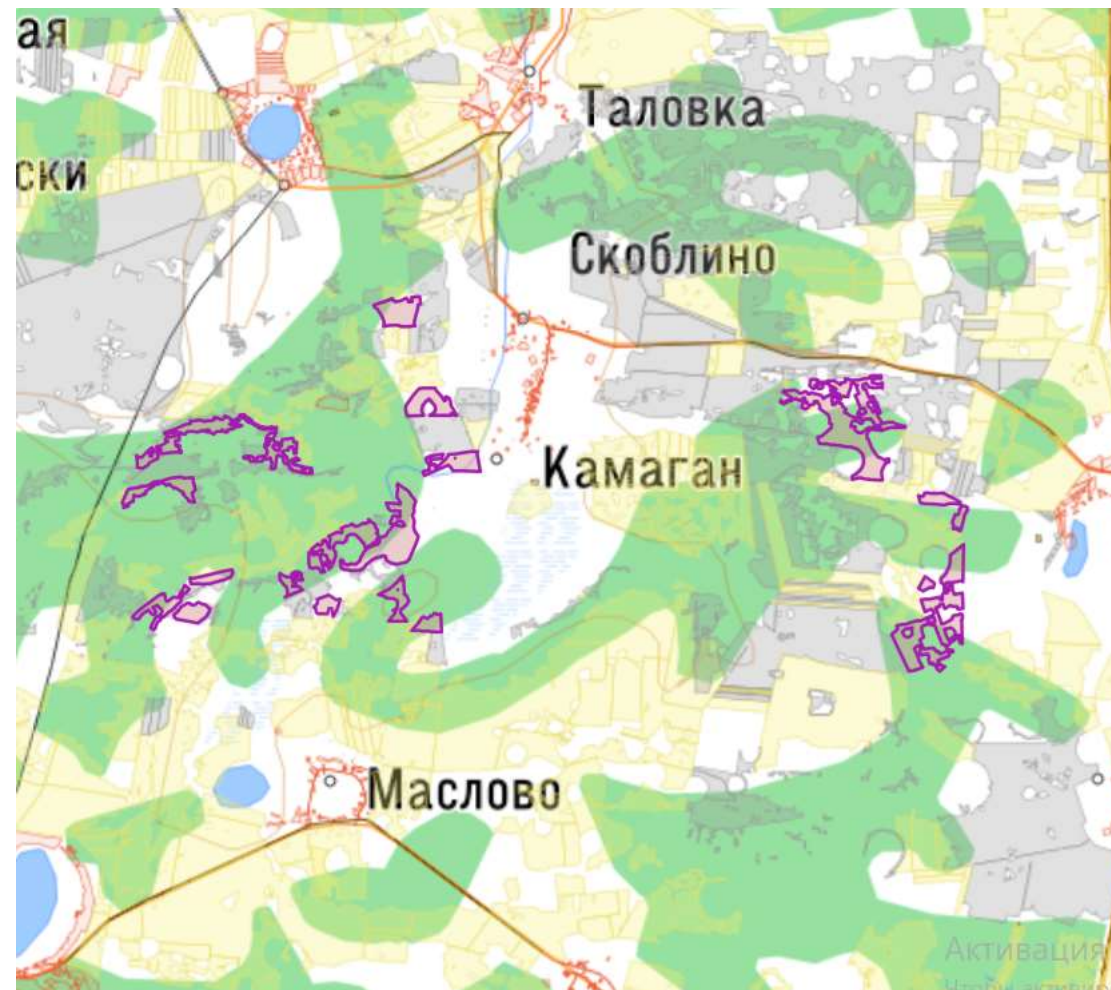 ая
Таловка
ски
Скоблино
Камаган
Маслово
Активация